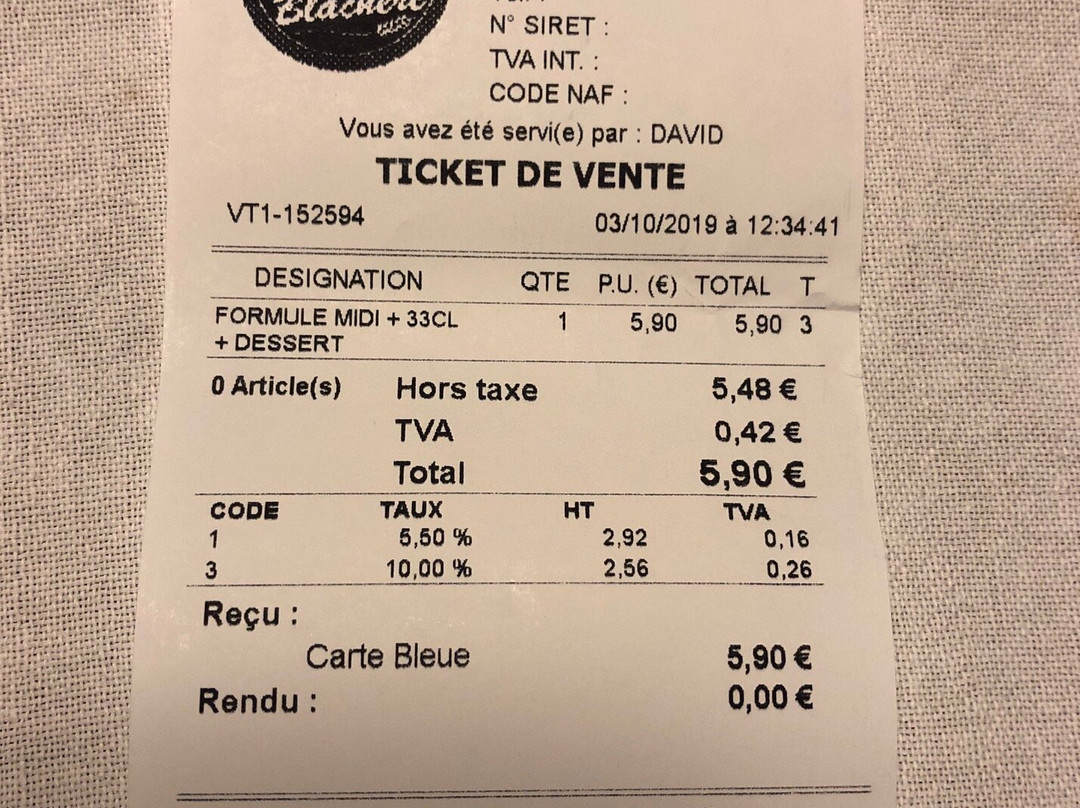 Blachère
N° SIRET :
TVA INT. :
CODE NAF :
Vous avez été servi(e) par : DAVID
TICKET DE VENTE
VT1-152594 03/10/2019 à 12:34:41
DESIGNATION QTE P.U. (€) TOTAL T
FORMULE MIDI + 33CL 1 5,90 5,90 3
+ DESSERT
0 Article(s) Hors taxe 5,48 €
TVA 0,42 €
Total 5,90 €
CODE TAUX HT TVA
1 5,50 % 2,92 0,16
3 10,00 % 2,56 0,26
Reçu :
Carte Bleue 5,90 €
Rendu : 0,00 €